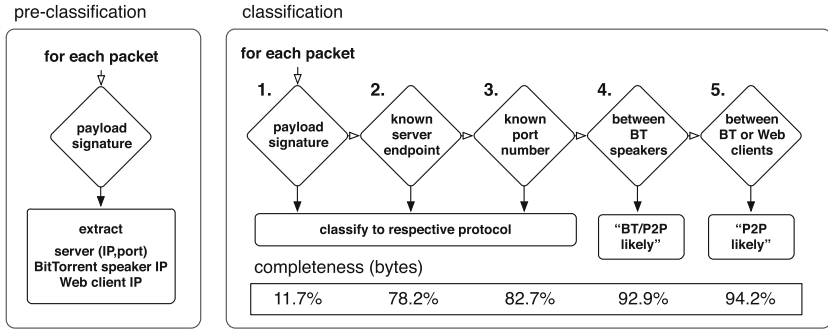 pre-classification
for each packet
payload
signature
extract
server (IP,port)
BitTorrent speaker IP
Web client IP
classification
for each packet
1.
payload
signature
2.
known
server
endpoint
3.
known
port
number
4.
between
BT
speakers
5.
between
BT or Web
clients
classify to respective protocol
“BT/P2P
likely”
“P2P
likely”
completeness (bytes)
11.7% 78.2% 82.7% 92.9% 94.2%